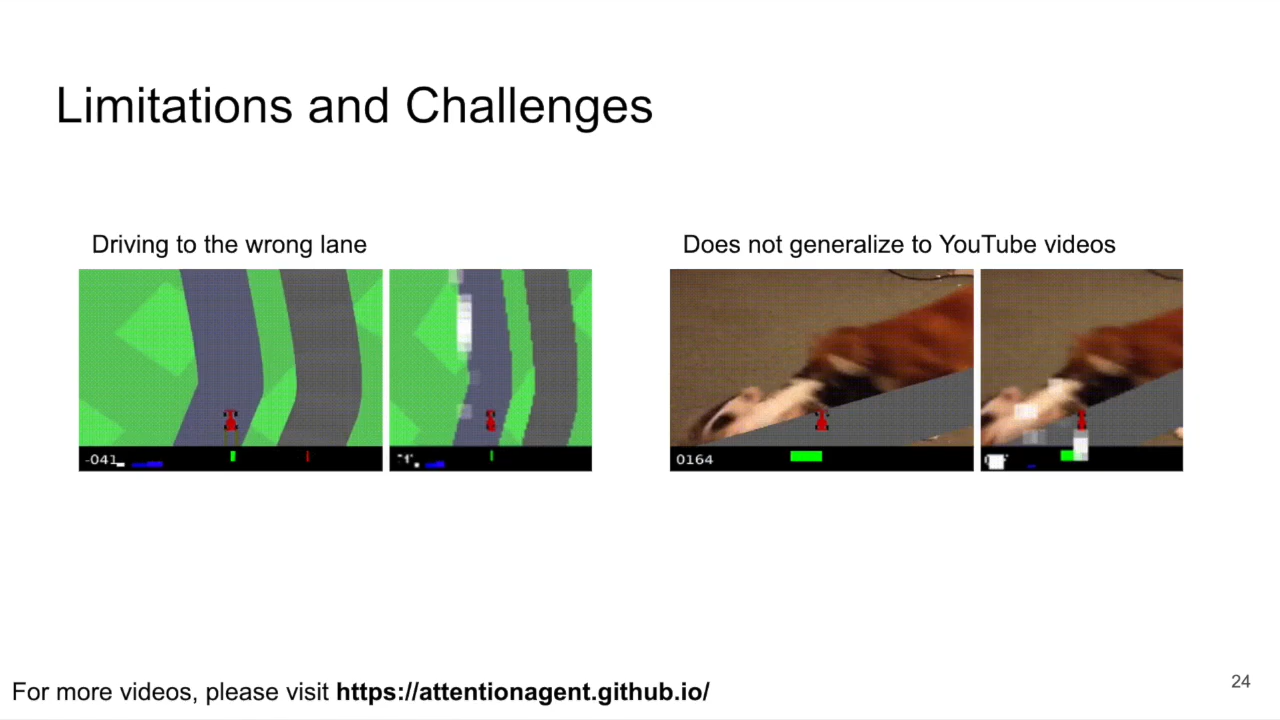 Limitations and Challenges
Driving to the wrong lane
Does not generalize to YouTube videos
-041
0164
For more videos, please visit https://attentionagent.github.io/
24